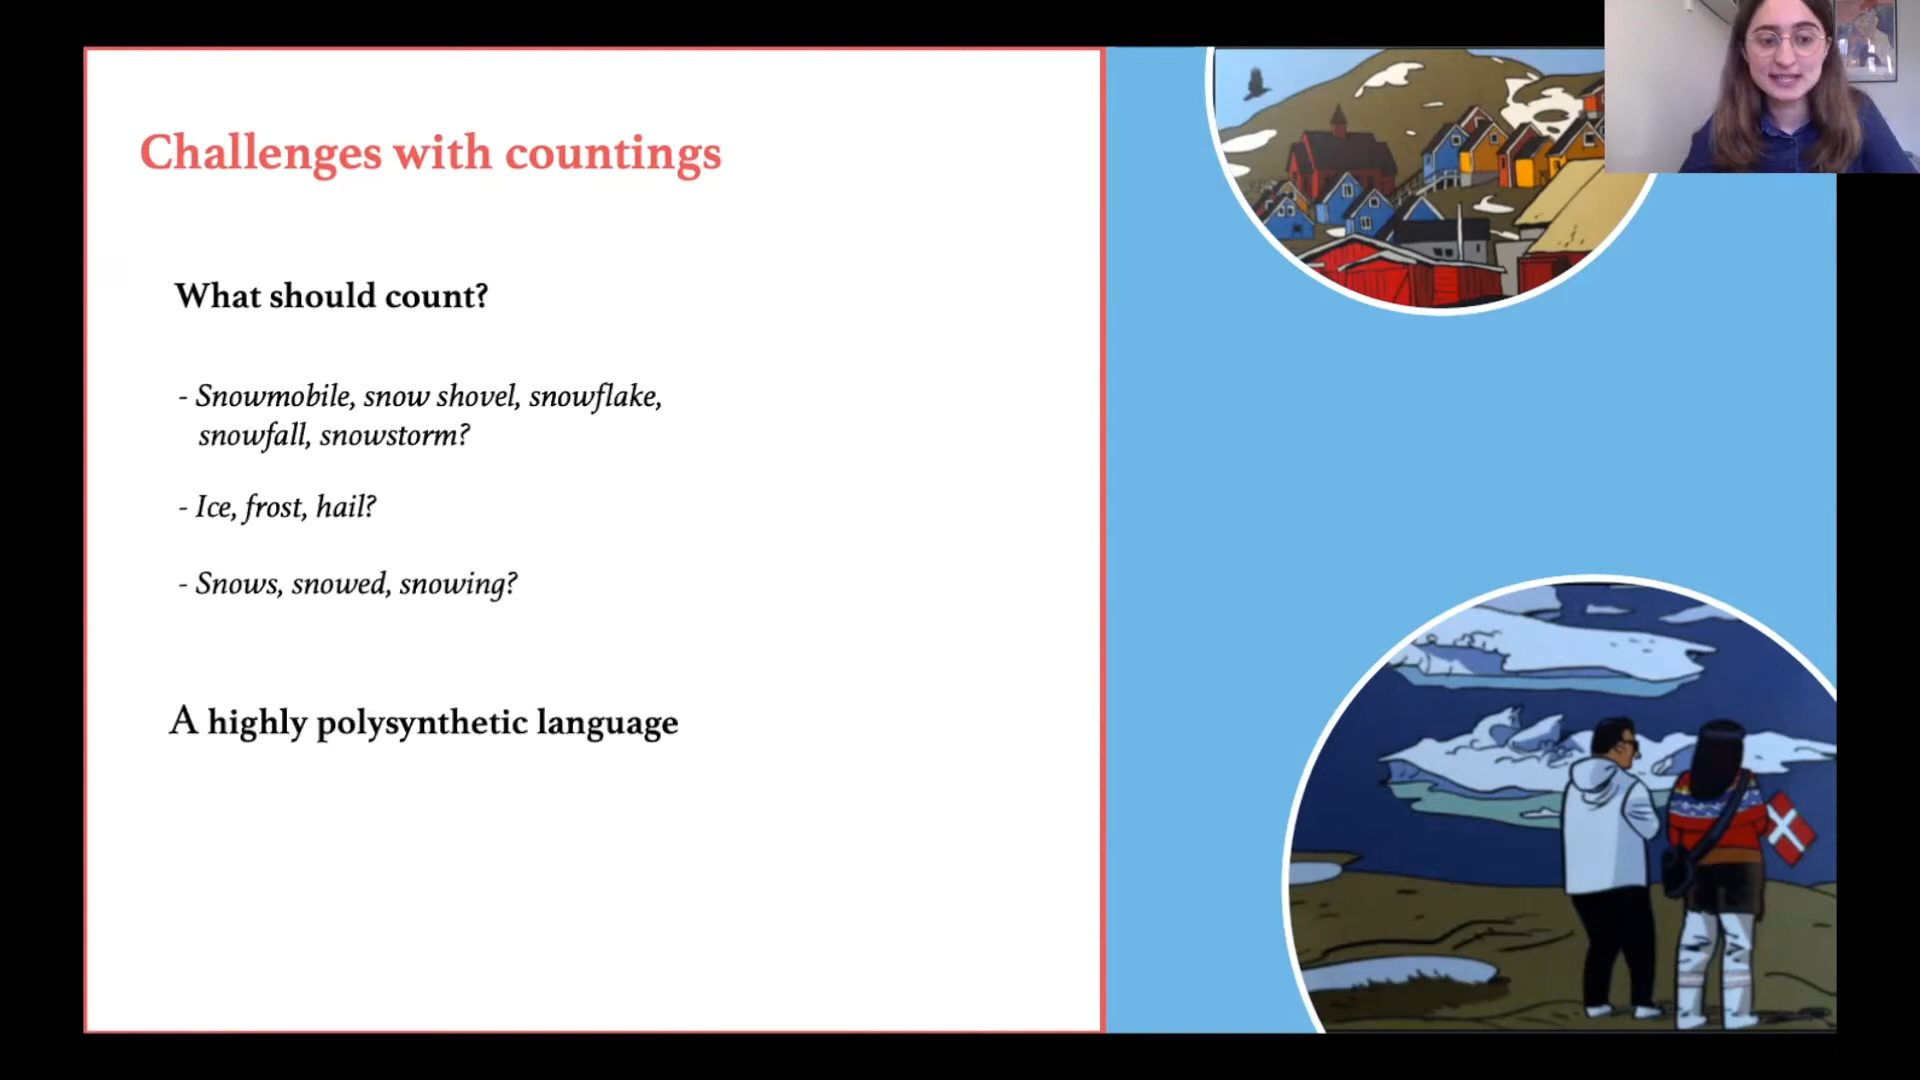 Challenges with countings
What should count?
- Snowmobile, snow shovel, snowflake,
snowfall, snowstorm?
- Ice, frost, hail?
- Snows, snowed, snowing?
A highly polysynthetic language